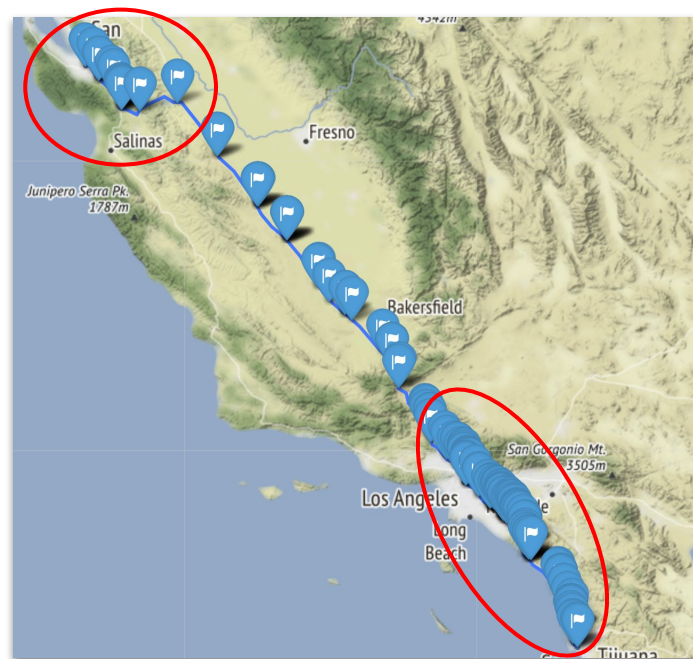 4342m
San
Fresno
Salinas
Junipero Serra Pk.
1787m
Bakersfield
San Gorgonio Mt.
3505m
Los Angeles
Long
Beach
Tijuana